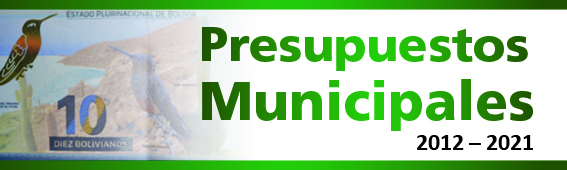 ESTADO PLURINACIONAL DE BOLIVIA
Presupuestos
Municipales
10
DIEZ BOLIVIANOS
2012 – 2021